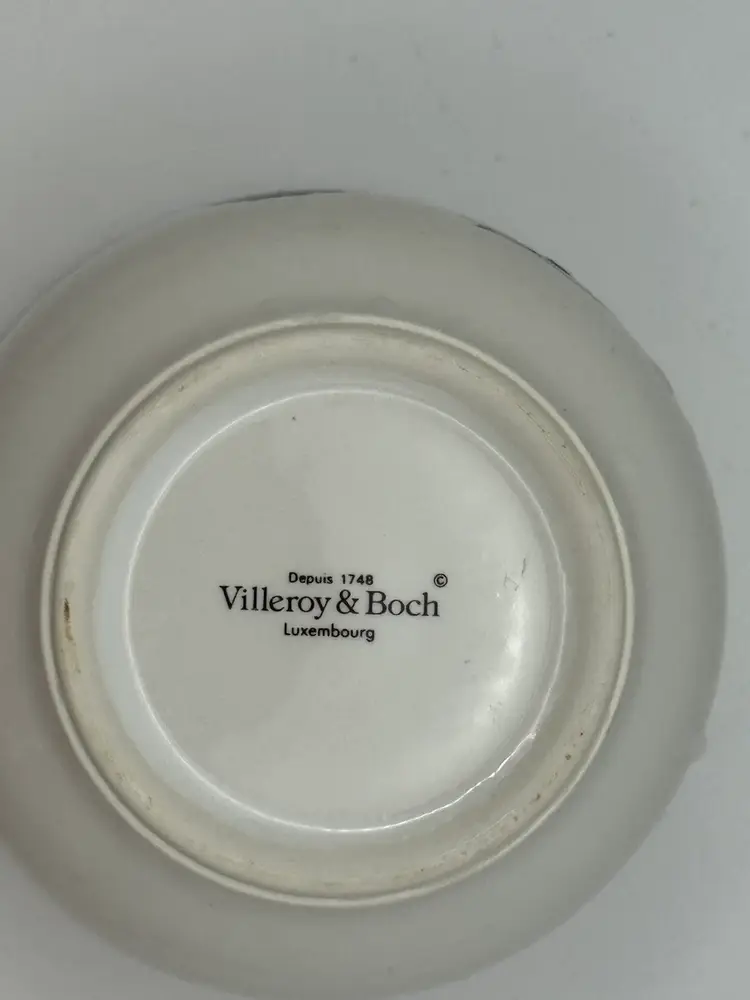 Depuis 1748 ©
Villeroy & Boch
Luxembourg